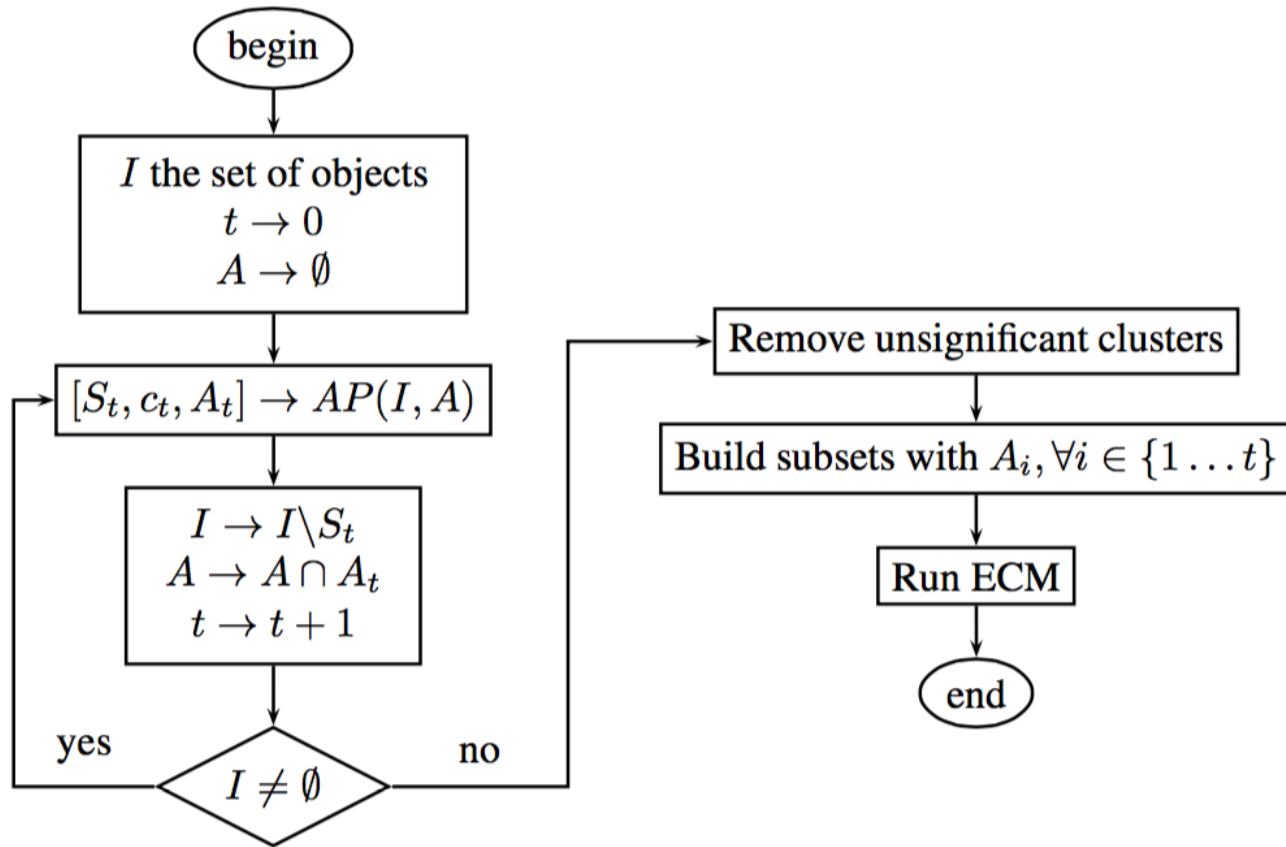 begin
I the set of objects
t → 0
A → ∅
[S_t, c_t, A_t] → AP(I, A)
I → I\S_t
A → A ∩ A_t
t → t + 1
I ≠ ∅
yes
no
Remove unsignificant clusters
Build subsets with A_i, ∀i ∈ {1 … t}
Run ECM
end